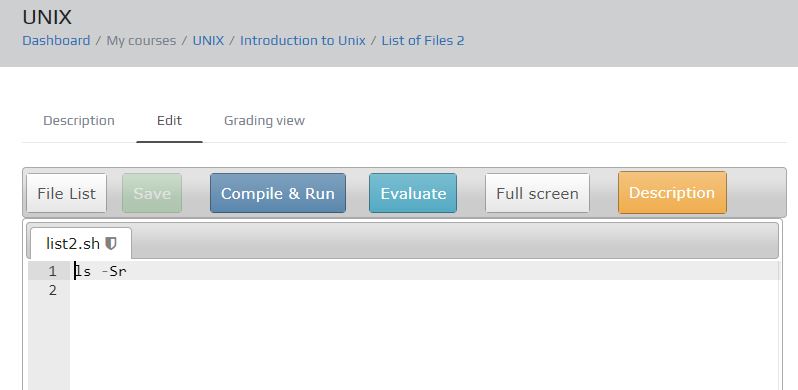 UNIX
Dashboard / My courses / UNIX / Introduction to Unix / List of Files 2
Description Edit Grading view
File List Save Compile & Run Evaluate Full screen Description
list2.sh
1 ls -Sr
2